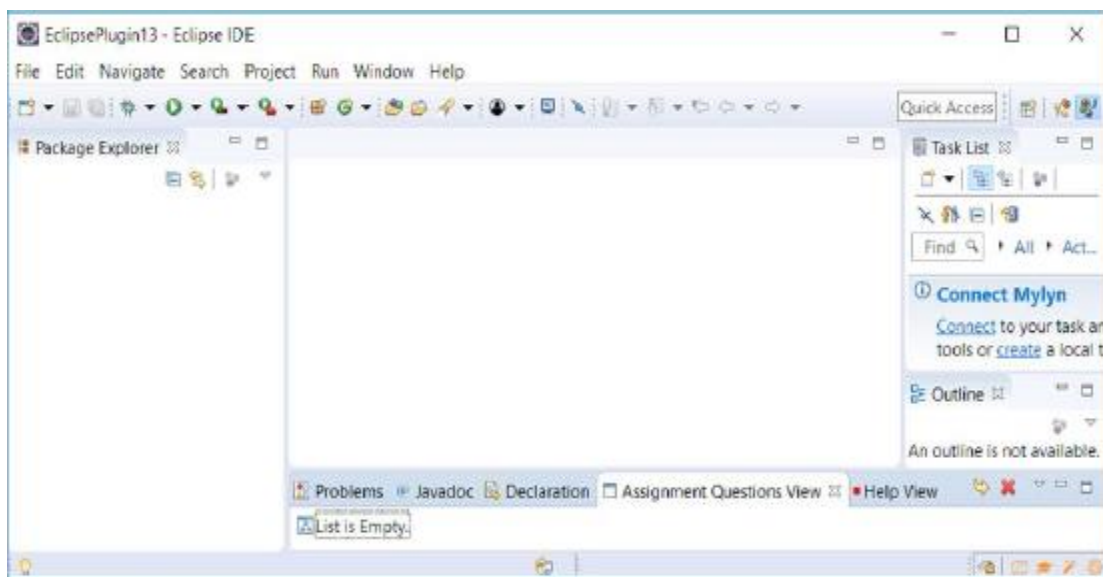 EclipsePlugin13 - Eclipse IDE
File Edit Navigate Search Project Run Window Help
Quick Access
Package Explorer
Task List
Find
All
Act...
Connect Mylyn
Connect to your task ar
tools or create a local t
Outline
An outline is not available.
Problems Javadoc Declaration Assignment Questions View Help View
List is Empty.